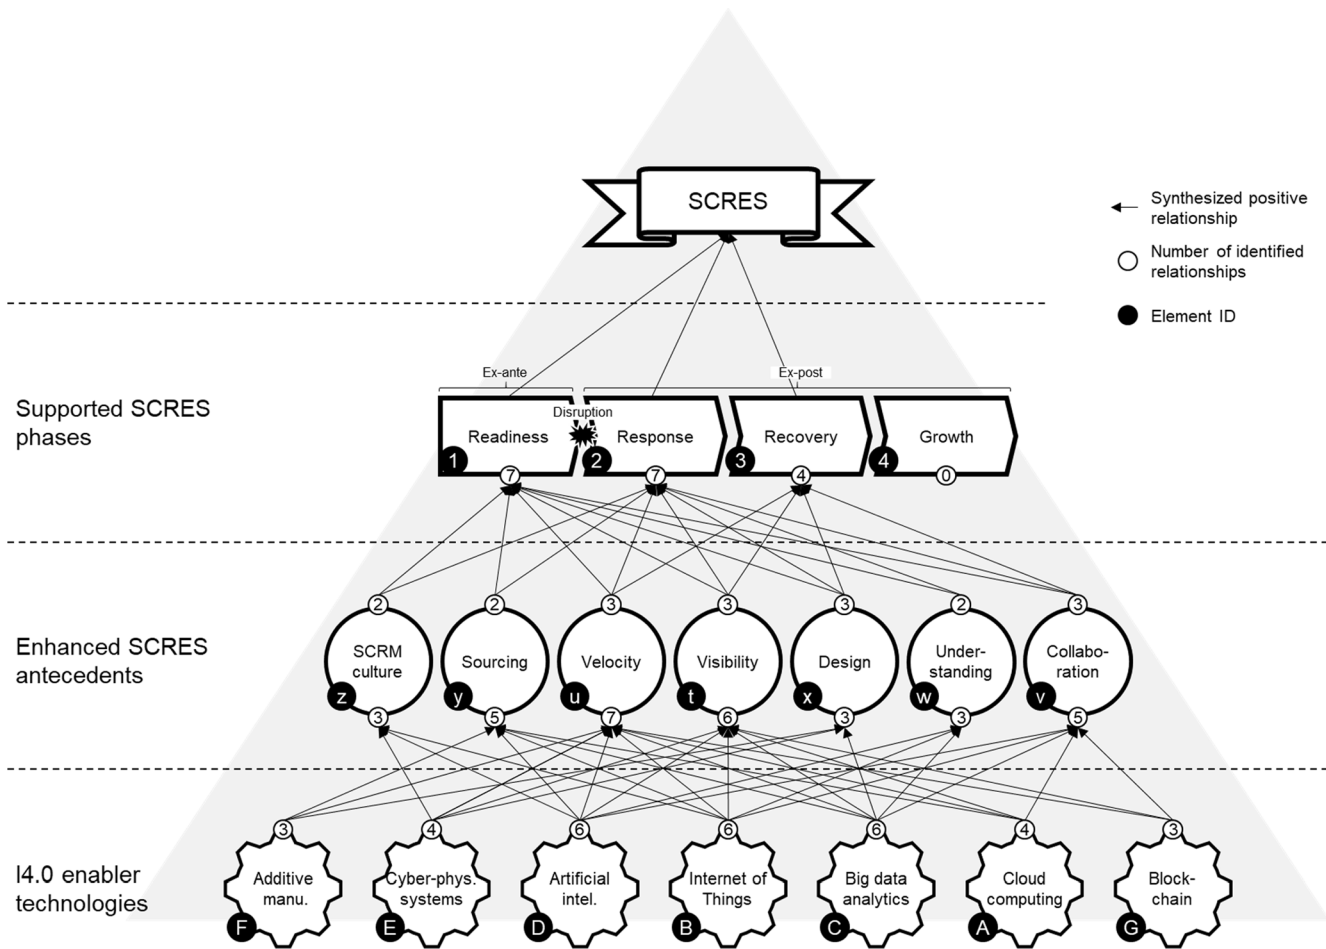 SCRES
Synthesized positive
relationship
Number of identified
relationships
Element ID
Supported SCRES
phases
Ex-ante
Ex-post
Disruption
Readiness
Response
Recovery
Growth
1
2
3
4
7
7
4
0
Enhanced SCRES
antecedents
2
2
3
3
3
2
3
SCRM
culture
Sourcing
Velocity
Visibility
Design
Under-
standing
Collabo-
ration
z
y
u
t
x
w
v
3
5
7
6
3
3
5
I4.0 enabler
technologies
3
4
6
6
6
4
3
Additive
manu.
Cyber-phys.
systems
Artificial
intel.
Internet of
Things
Big data
analytics
Cloud
computing
Block-
chain
F
E
D
B
C
A
G